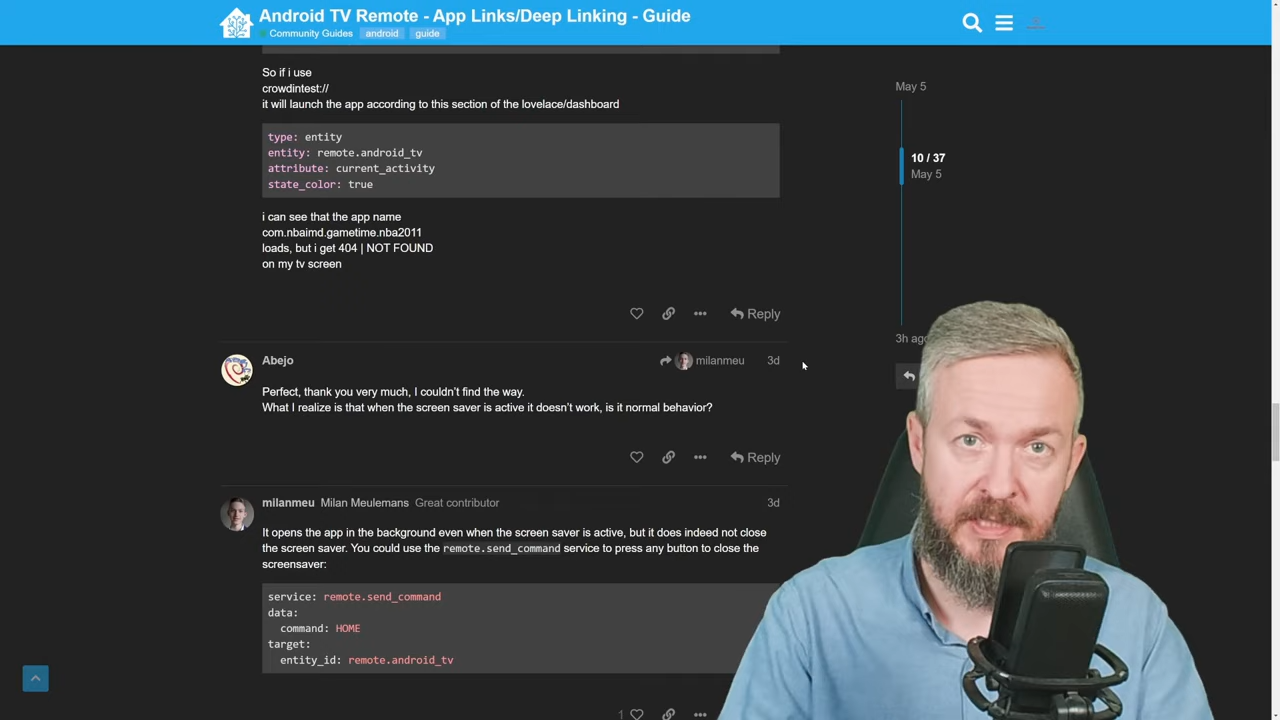 Android TV Remote - App Links/Deep Linking - Guide
Community Guides android guide
So if i use
crowdintest://
it will launch the app according to this section of the lovelace/dashboard
type: entity
entity: remote.android_tv
attribute: current_activity
state_color: true
i can see that the app name
com.nbaimd.gametime.nba2011
loads, but i get 404 | NOT FOUND
on my tv screen
Reply
Abejo milanmeu 3d
Perfect, thank you very much, I couldn't find the way.
What I realize is that when the screen saver is active it doesn't work, is it normal behavior?
Reply
milanmeu Milan Meulemans Great contributor 3d
It opens the app in the background even when the screen saver is active, but it does indeed not close
the screen saver. You could use the remote.send_command service to press any button to close the
screensaver:
service: remote.send_command
data:
command: HOME
target:
entity_id: remote.android_tv
1
May 5
10 / 37
May 5
3h ago